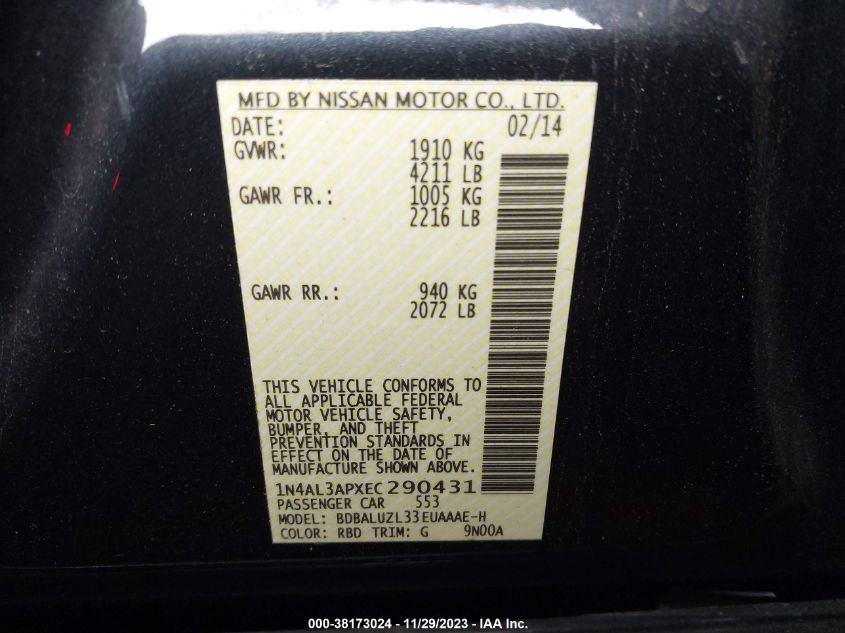 MFD BY NISSAN MOTOR CO., LTD.
DATE: 02/14
GVWR: 1910 KG
4211 LB
GAWR FR.: 1005 KG
2216 LB
GAWR RR.: 940 KG
2072 LB
THIS VEHICLE CONFORMS TO
ALL APPLICABLE FEDERAL
MOTOR VEHICLE SAFETY,
BUMPER, AND THEFT
PREVENTION STANDARDS IN
EFFECT ON THE DATE OF
MANUFACTURE SHOWN ABOVE.
1N4AL3APXEC290431
PASSENGER CAR 553
MODEL: BDBALUZL33EUAAAE-H
COLOR: RBD TRIM: G 9N00A
000-38173024 - 11/29/2023 - IAA Inc.